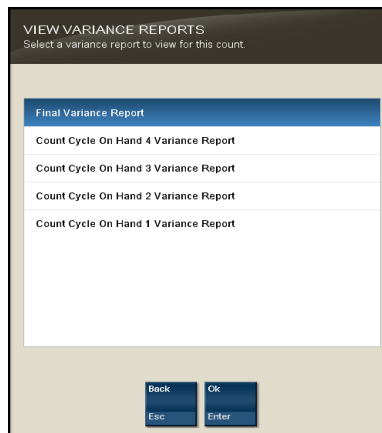 VIEW VARIANCE REPORTS
Select a variance report to view for this count.
Final Variance Report
Count Cycle On Hand 4 Variance Report
Count Cycle On Hand 3 Variance Report
Count Cycle On Hand 2 Variance Report
Count Cycle On Hand 1 Variance Report
Back Ok
Esc Enter